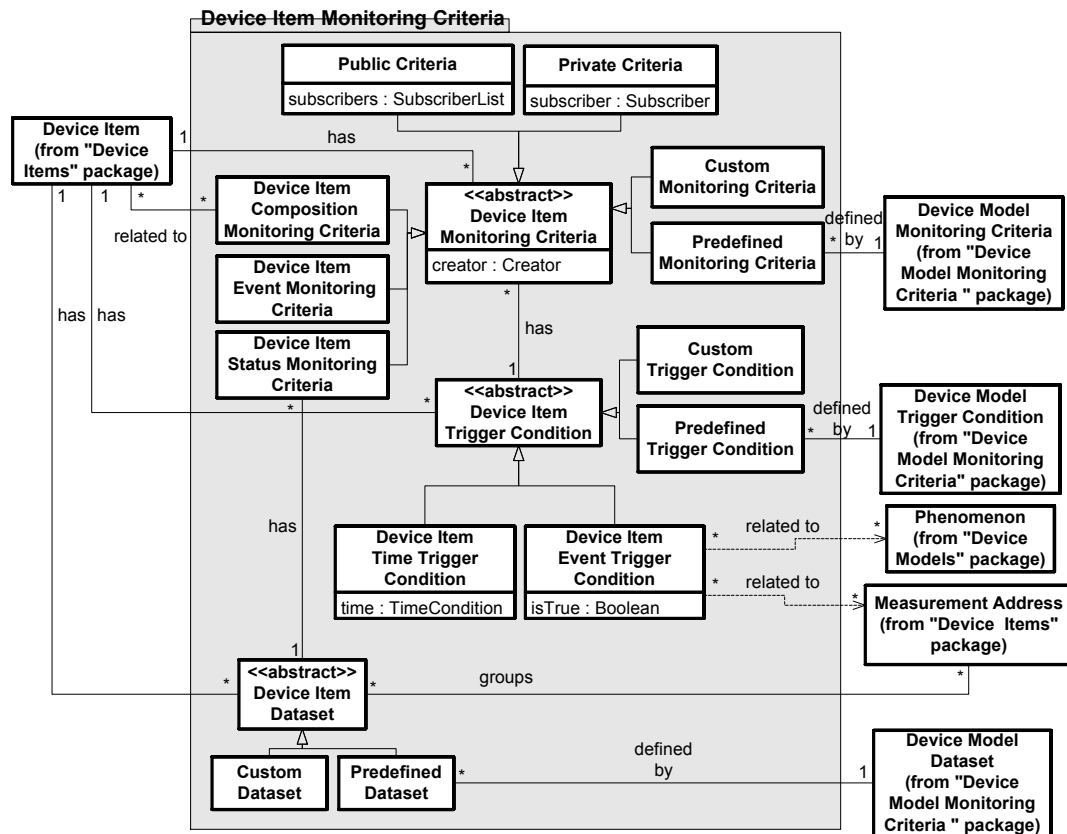 Device Item Monitoring Criteria
Public Criteria
subscribers : SubscriberList
Private Criteria
subscriber : Subscriber
Device Item
(from "Device
Items" package)
1
has
*
1
1
*
*
related to
Device Item
Composition
Monitoring Criteria
Device Item
Event Monitoring
Criteria
Device Item
Status Monitoring
Criteria
<<abstract>>
Device Item
Monitoring Criteria
creator : Creator
Custom
Monitoring Criteria
Predefined
Monitoring Criteria
*
defined
by
1
Device Model
Monitoring Criteria
(from "Device
Model Monitoring
Criteria " package)
has
has
*
has
1
*
*
<<abstract>>
Device Item
Trigger Condition
Custom
Trigger Condition
Predefined
Trigger Condition
*
defined
by
1
Device Model
Trigger Condition
(from "Device
Model Monitoring
Criteria" package)
has
Device Item
Time Trigger
Condition
time : TimeCondition
Device Item
Event Trigger
Condition
isTrue : Boolean
*
related to
*
Phenomenon
(from "Device
Models" package)
*
related to
*
Measurement Address
(from "Device Items"
package)
1
*
<<abstract>>
Device Item
Dataset
*
groups
*
Custom
Dataset
Predefined
Dataset
*
defined
by
1
Device Model
Dataset
(from "Device
Model Monitoring
Criteria " package)